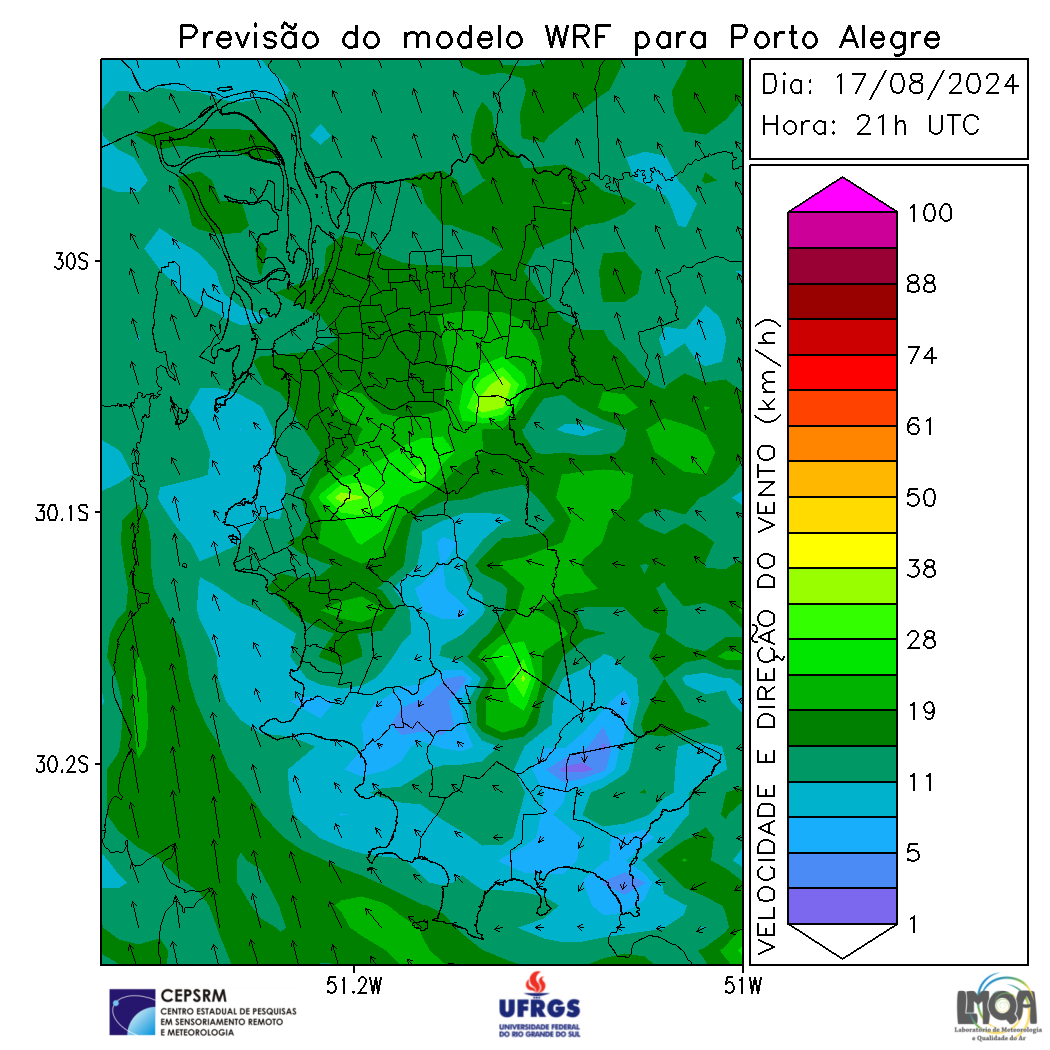 Previsão do modelo WRF para Porto Alegre
Dia: 17/08/2024
Hora: 21h UTC
30S
30.1S
30.2S
51.2W
51W
VELOCIDADE E DIREÇÃO DO VENTO (km/h)
100
88
74
61
50
38
28
19
11
5
1
CEPSRM
CENTRO ESTADUAL DE PESQUISAS
EM SENSORIAMENTO REMOTO
E METEOROLOGIA
UFRGS
UNIVERSIDADE FEDERAL
DO RIO GRANDE DO SUL
LMQA
Laboratório de Meteorologia
e Qualidade do Ar